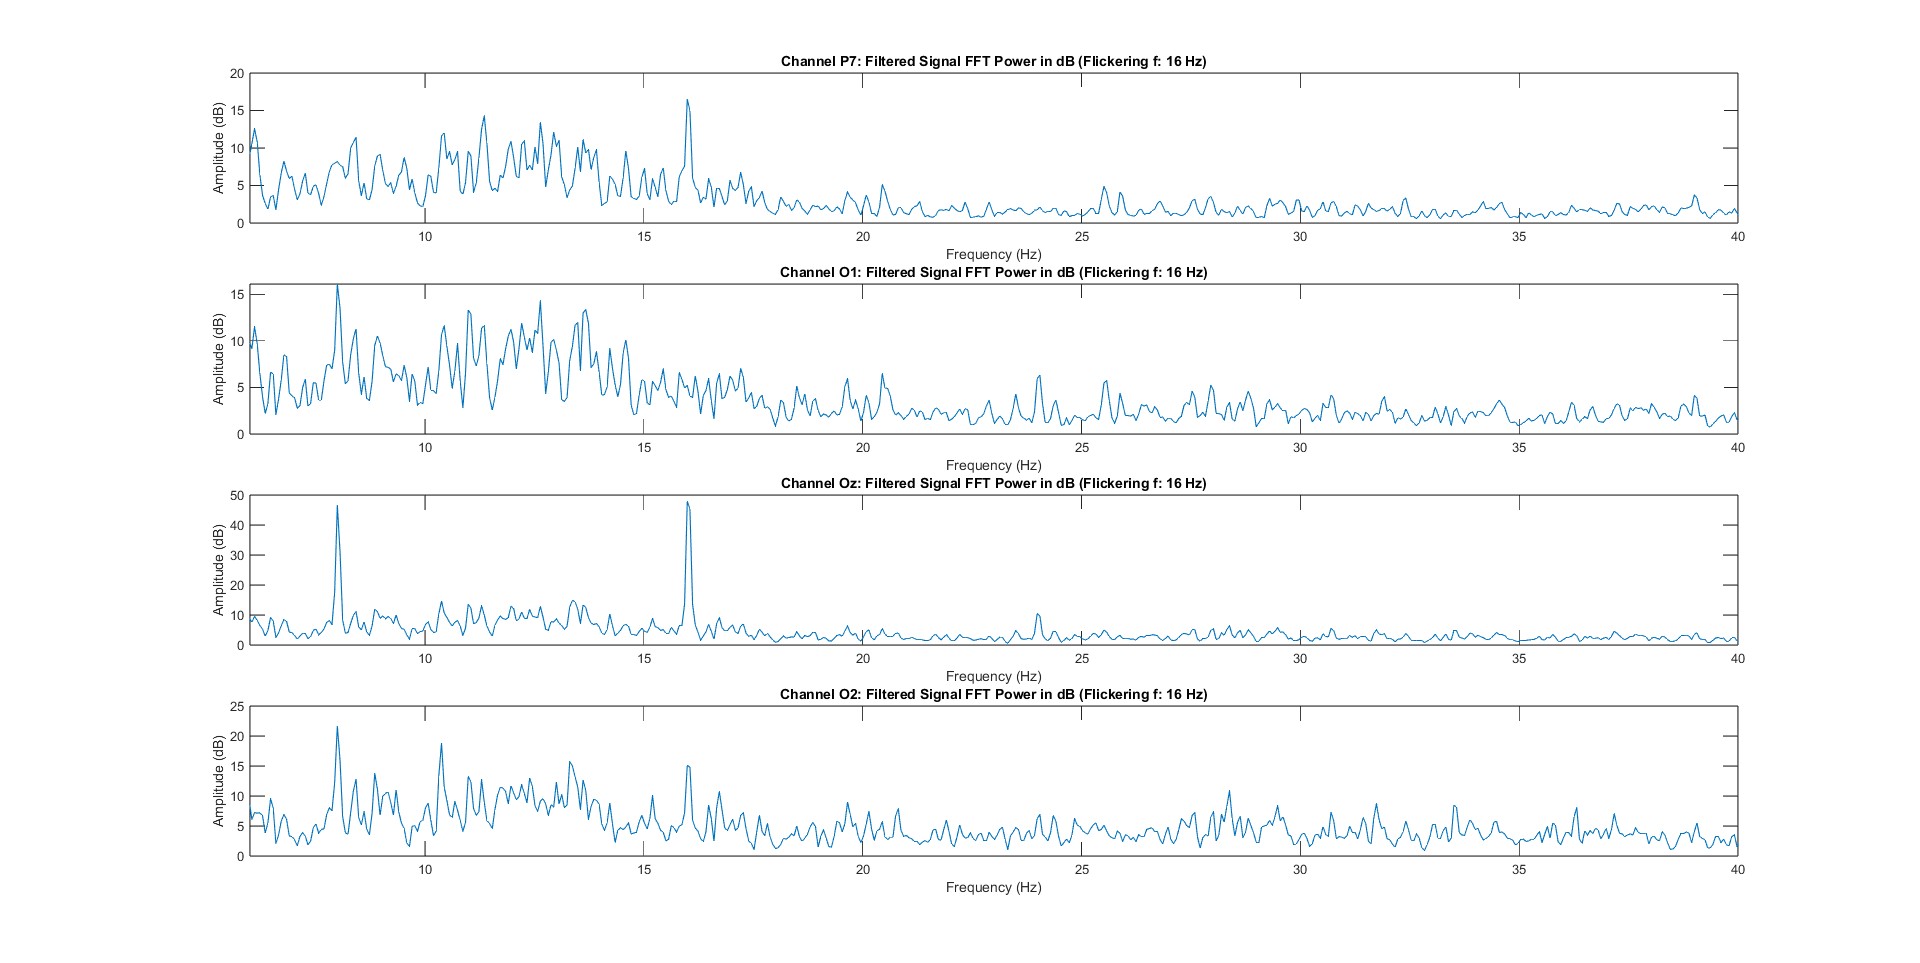 Channel P7: Filtered Signal FFT Power in dB (Flickering f: 16 Hz)
20
15
10
5
0
Amplitude (dB)
10 15 20 25 30 35 40
Frequency (Hz)
Channel O1: Filtered Signal FFT Power in dB (Flickering f: 16 Hz)
15
10
5
0
Amplitude (dB)
10 15 20 25 30 35 40
Frequency (Hz)
Channel Oz: Filtered Signal FFT Power in dB (Flickering f: 16 Hz)
50
40
30
20
10
0
Amplitude (dB)
10 15 20 25 30 35 40
Frequency (Hz)
Channel O2: Filtered Signal FFT Power in dB (Flickering f: 16 Hz)
25
20
15
10
5
0
Amplitude (dB)
10 15 20 25 30 35 40
Frequency (Hz)